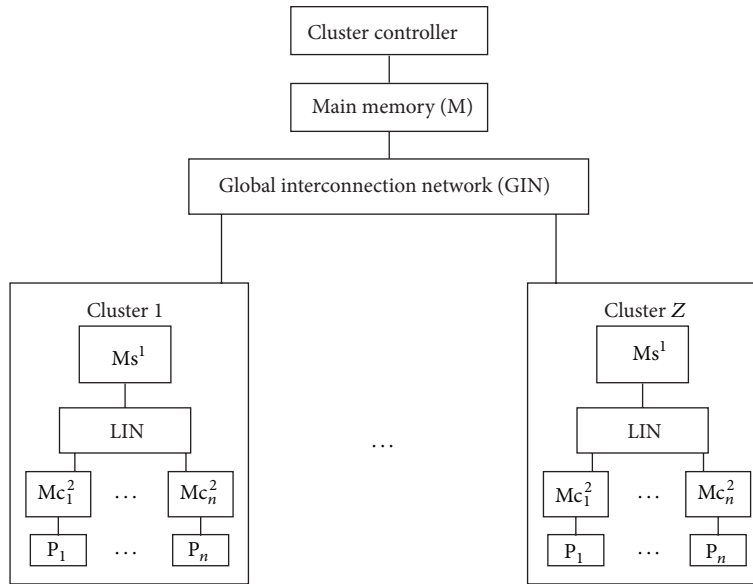 Cluster controller
Main memory (M)
Global interconnection network (GIN)
Cluster 1
Ms¹
LIN
Mc₁² … Mcₙ²
P₁ … Pₙ
…
Cluster Z
Ms¹
LIN
Mc₁² … Mcₙ²
P₁ … Pₙ